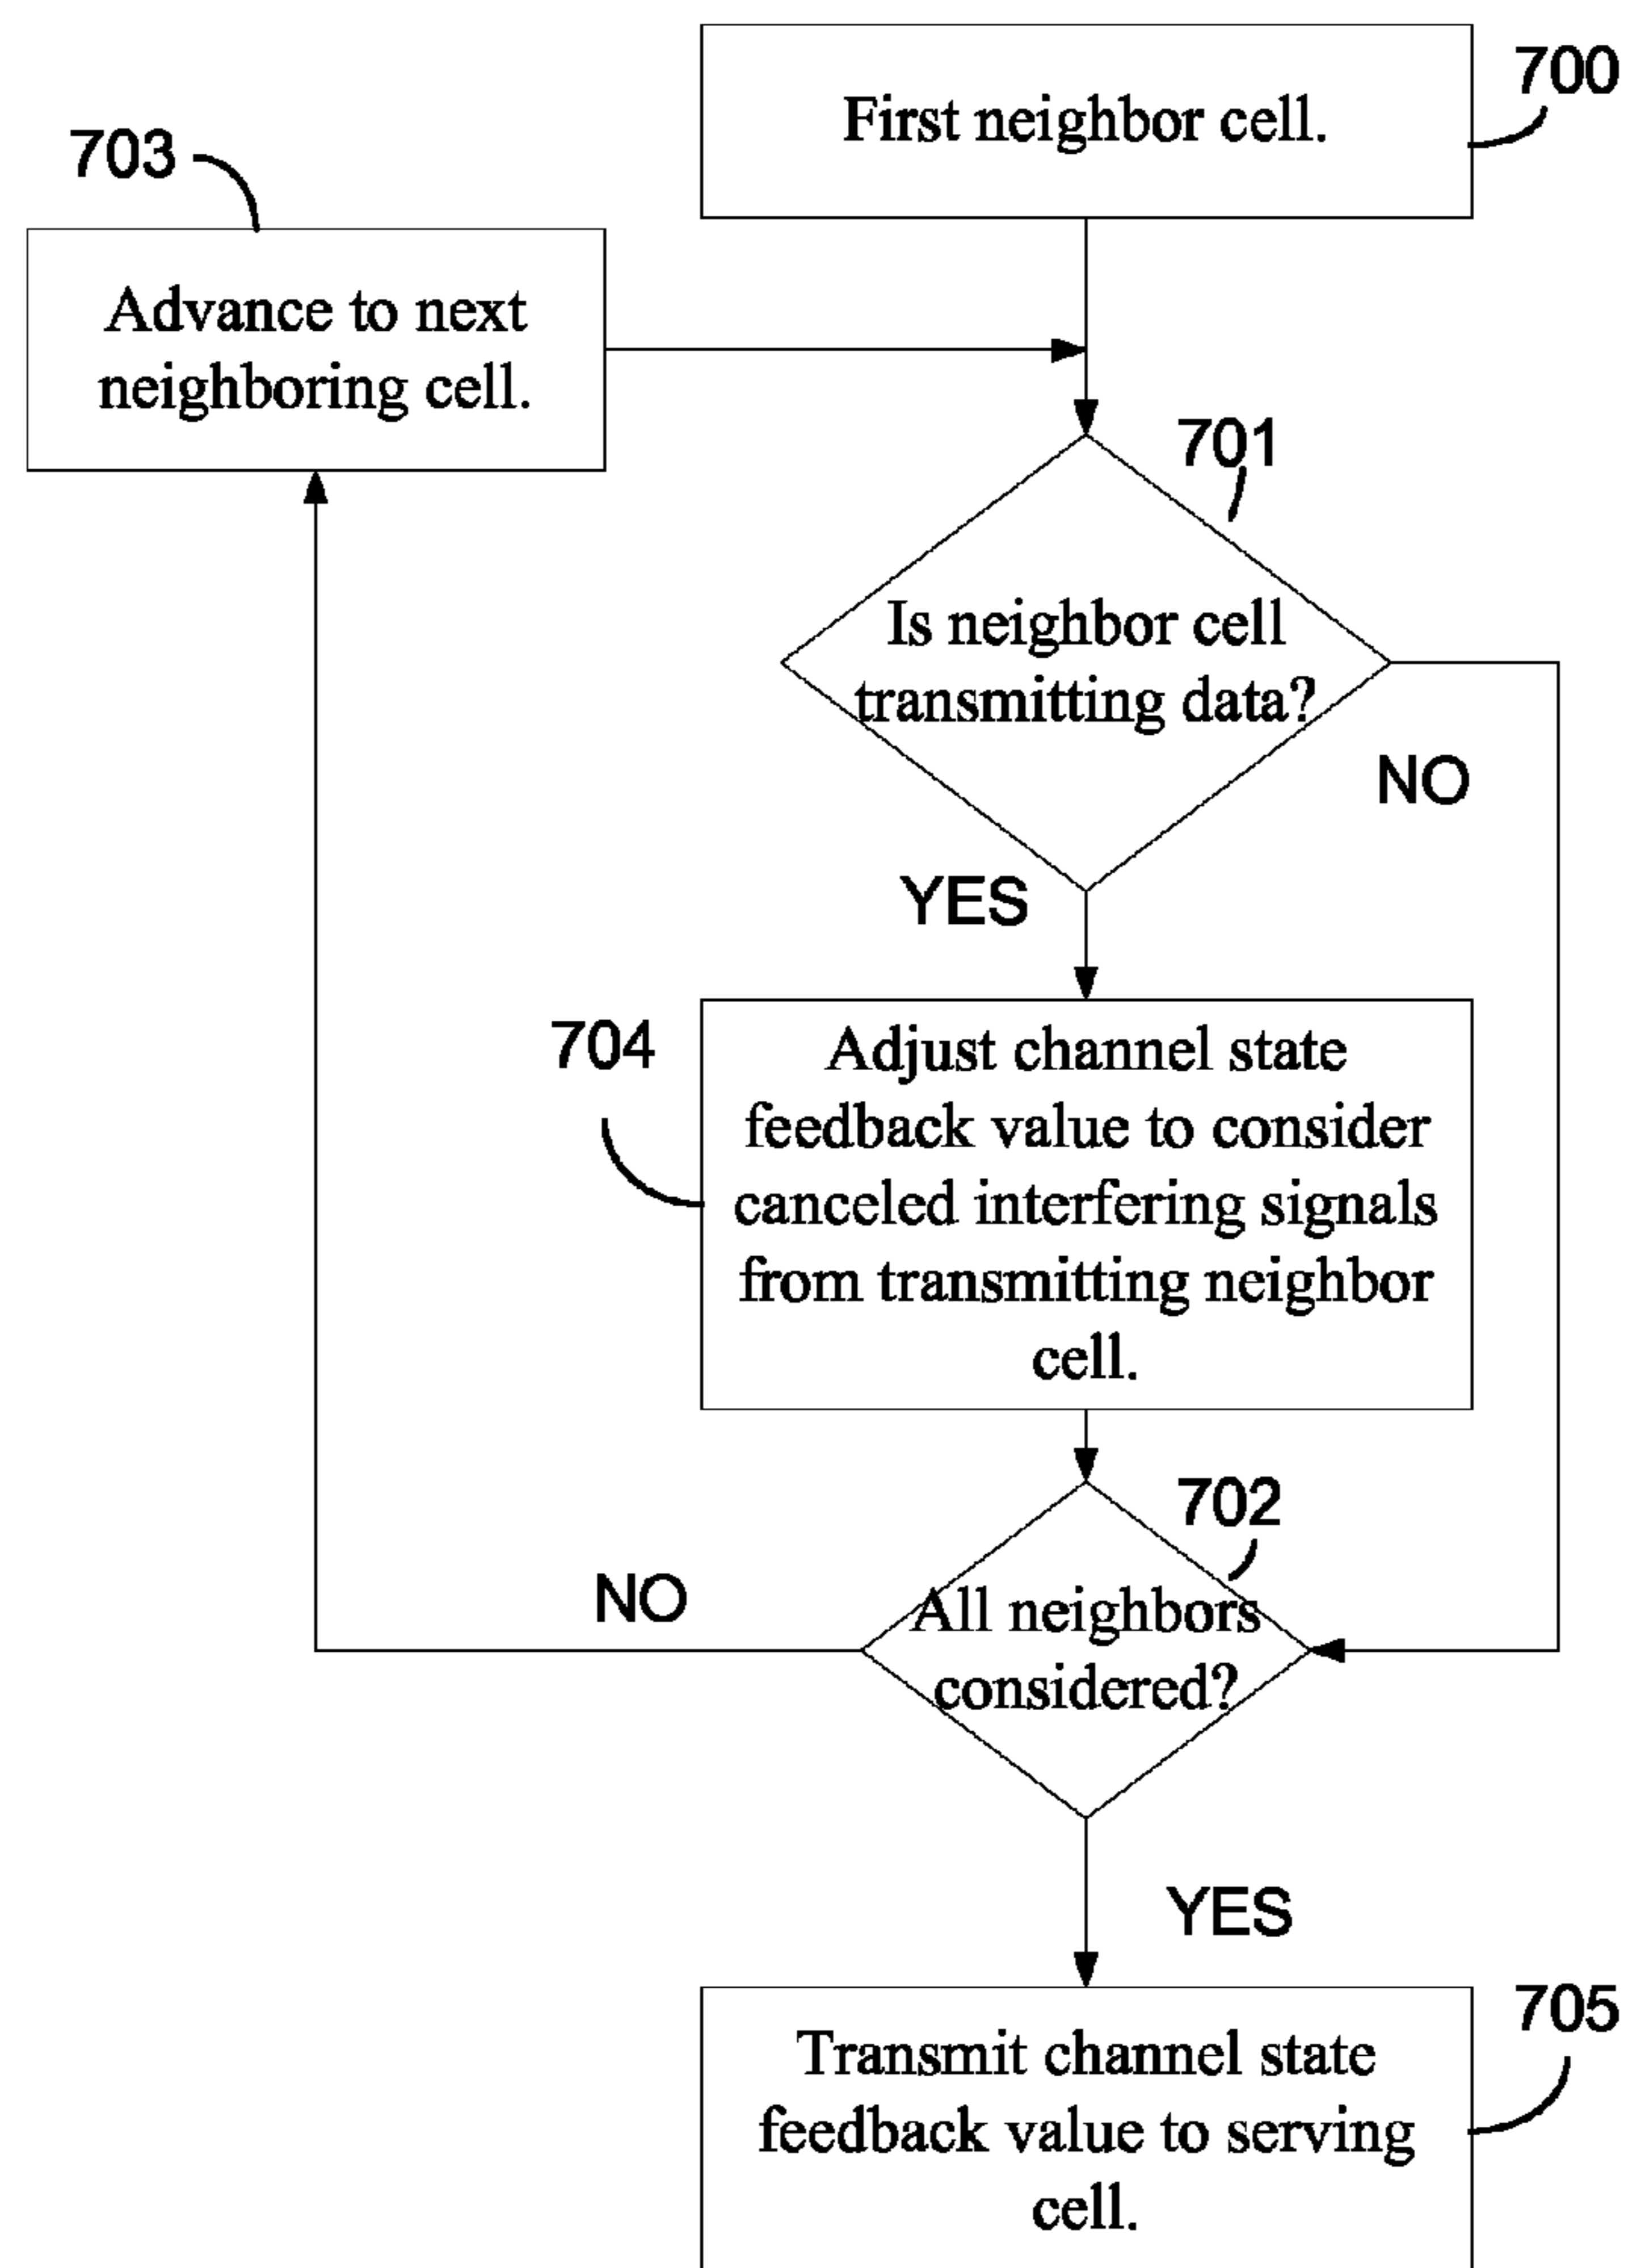 700
First neighbor cell.
703
Advance to next
neighboring cell.
701
Is neighbor cell
transmitting data?
NO
YES
704
Adjust channel state
feedback value to consider
canceled interfering signals
from transmitting neighbor
cell.
702
NO
All neighbors
considered?
YES
705
Transmit channel state
feedback value to serving
cell.